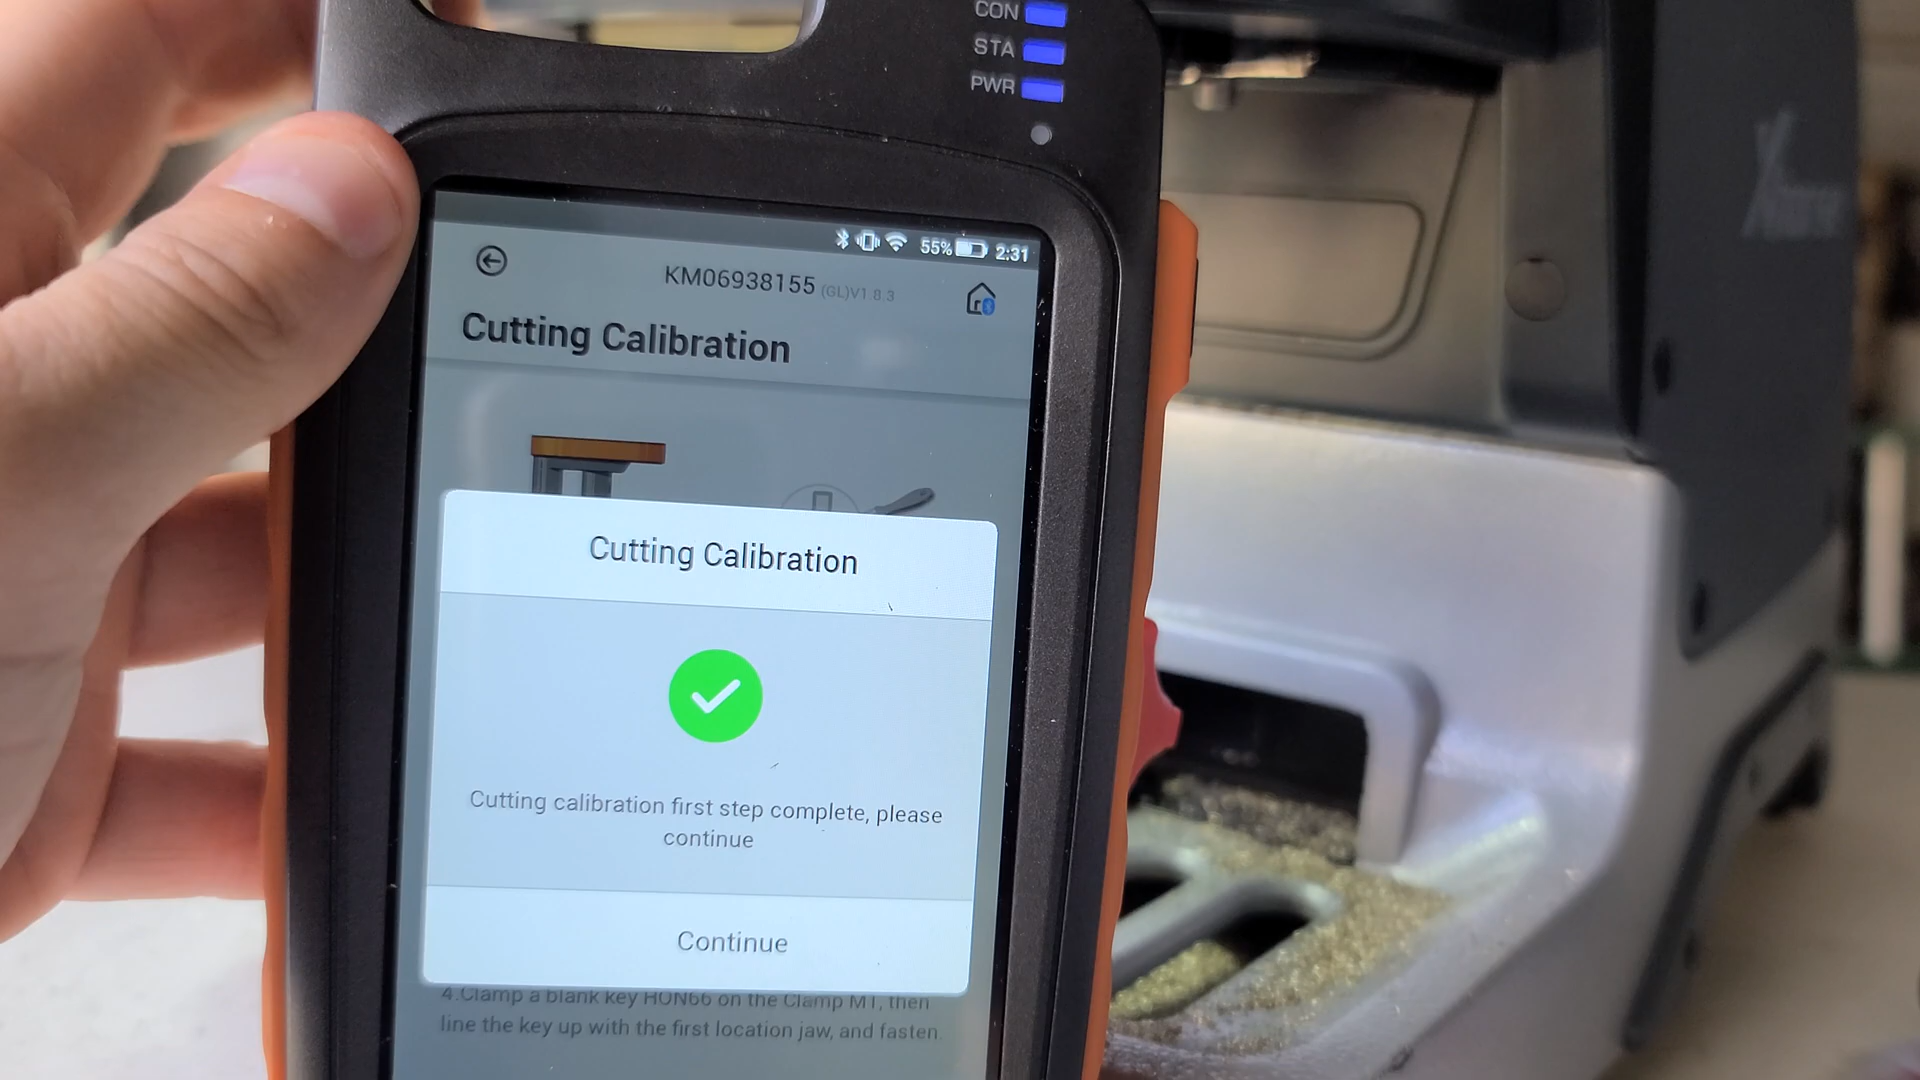 CON
STA
PWR
55% 2:31
KM06938155 (GL)V1.8.3
Cutting Calibration
Cutting Calibration
Cutting calibration first step complete, please
continue
Continue
4.Clamp a blank key HON66 on the Clamp M1, then
line the key up with the first location jaw, and fasten.